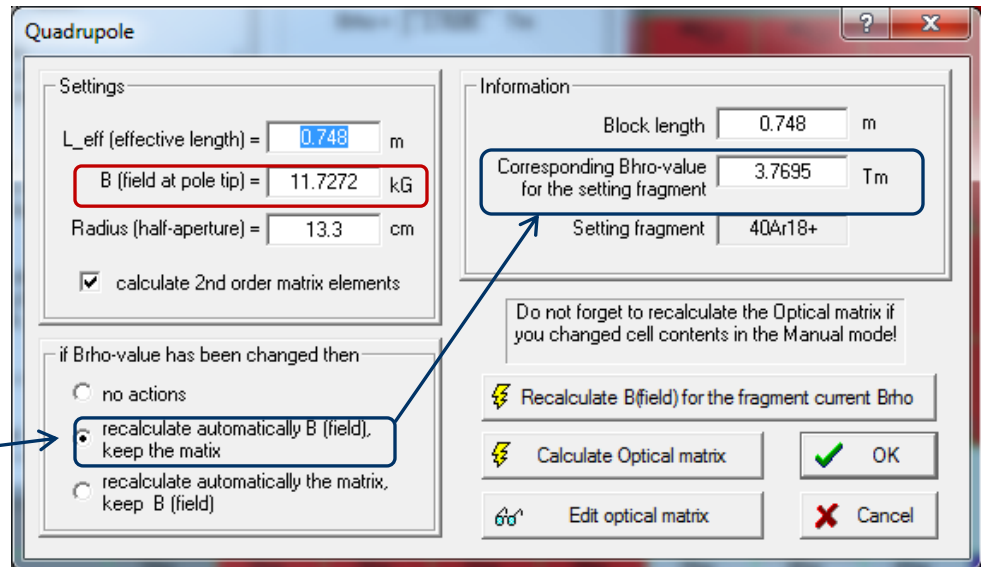 Quadrupole
Settings
L_eff (effective length) = 0.748 m
B (field at pole tip) = 11.7272 kG
Radius (half-aperture) = 13.3 cm
calculate 2nd order matrix elements
if Brho-value has been changed then
no actions
recalculate automatically B (field),
keep the matix
recalculate automatically the matrix,
keep B (field)
Information
Block length 0.748 m
Corresponding Bhro-value
for the setting fragment 3.7695 Tm
Setting fragment 40Ar18+
Do not forget to recalculate the Optical matrix if
you changed cell contents in the Manual mode!
Recalculate B(field) for the fragment current Brho
Calculate Optical matrix
OK
Edit optical matrix
Cancel